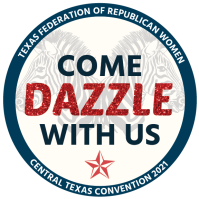 TEXAS FEDERATION OF REPUBLICAN WOMEN
COME
DAZZLE
WITH US
CENTRAL TEXAS CONVENTION 2021